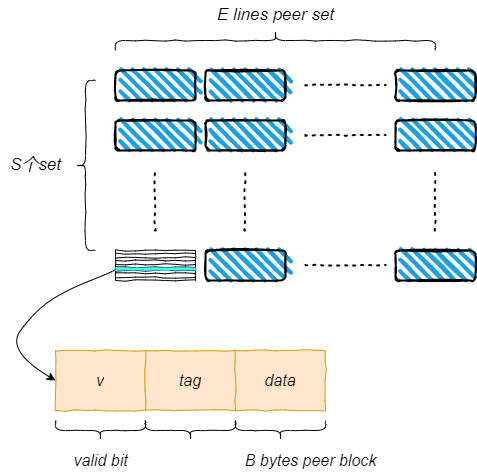 E lines peer set
S个set
v
tag
data
valid bit
B bytes peer block